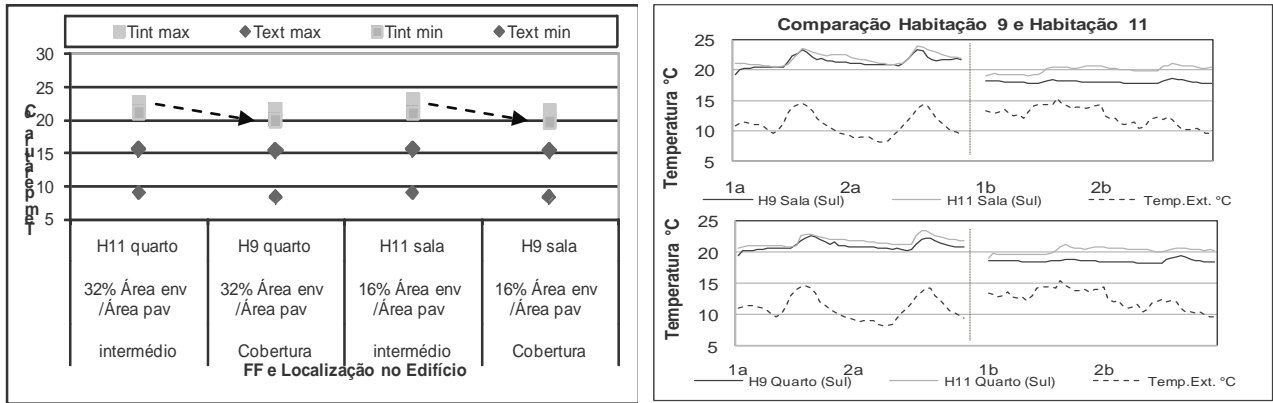 Tint max Text max Tint min Text min
30
25
20
15
10
5
Temperatura C
H11 quarto H9 quarto H11 sala H9 sala
32% Área env 32% Área env 16% Área env 16% Área env
/Área pav /Área pav /Área pav /Área pav
intermédio Cobertura intermédio Cobertura
FF e Localização no Edifício
Comparação Habitação 9 e Habitação 11
25
20
15
10
5
Temperatura °C
1a 2a 1b 2b
H9 Sala (Sul) H11 Sala (Sul) Temp.Ext. °C
25
20
15
10
5
Temperatura °C
1a 2a 1b 2b
H9 Quarto (Sul) H11 Quarto (Sul) Temp.Ext. °C